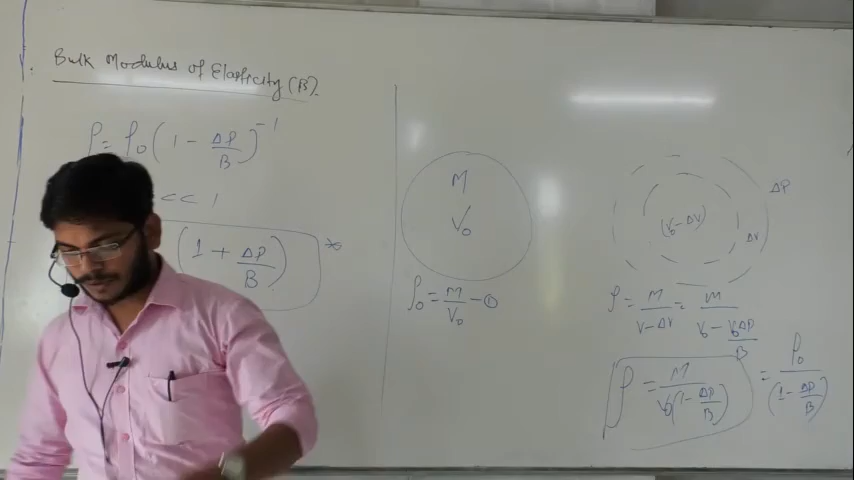 Bulk Modulus of Elasticity (B).
ρ = ρ₀ (1 - ΔP/B)⁻¹
<< 1
(1 + ΔP/B) *
M
V₀
ρ₀ = M/V₀ - ①
ΔP
(V₀ - ΔV)
ΔV
ρ = M/(V - ΔV) = M/(V₀ - V₀ΔP/B)
ρ = M/(V₀(1 - ΔP/B)) = ρ₀/(1 - ΔP/B)